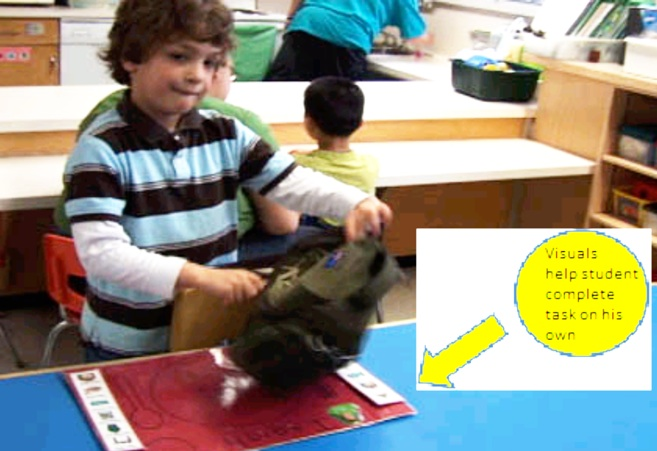 Visuals
help student
complete
task on his
own